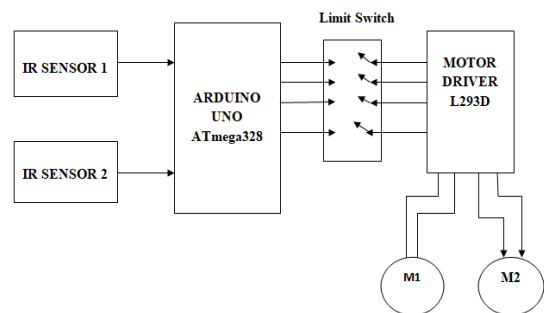 Limit Switch
IR SENSOR 1
ARDUINO
UNO
ATmega328
MOTOR
DRIVER
L293D
IR SENSOR 2
M1
M2